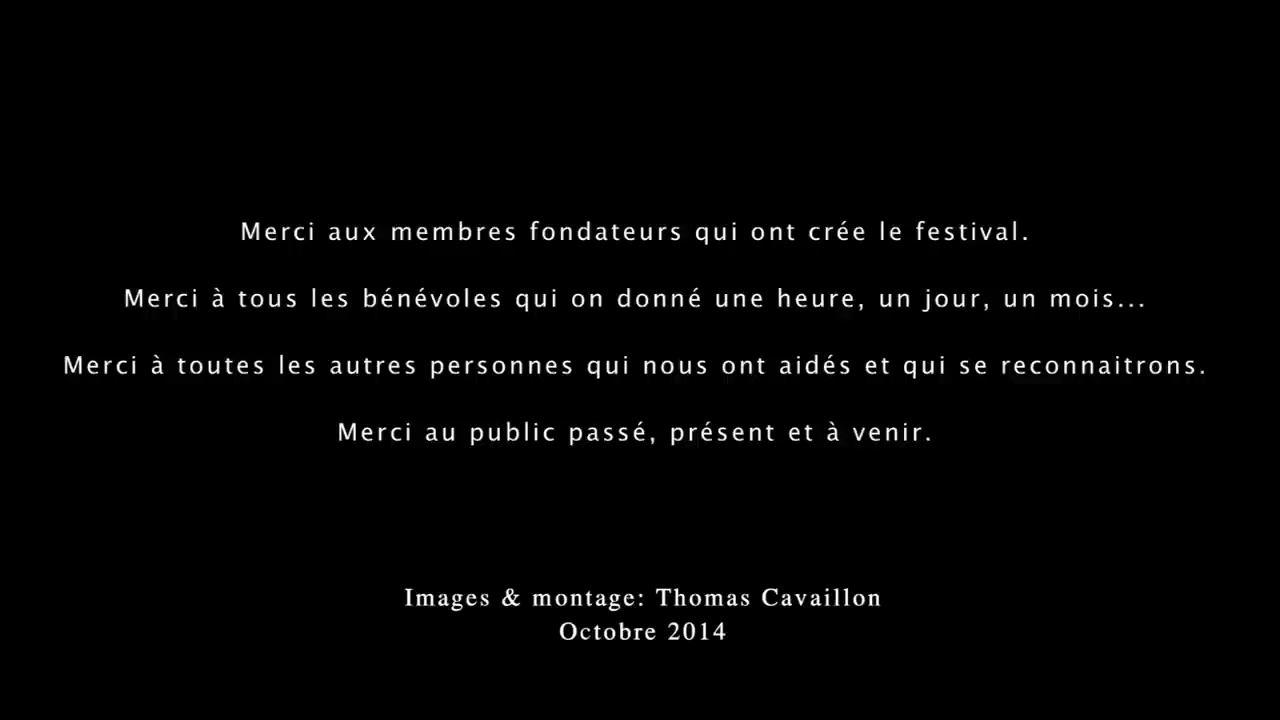 Merci aux membres fondateurs qui ont crée le festival.
Merci à tous les bénévoles qui on donné une heure, un jour, un mois...
Merci à toutes les autres personnes qui nous ont aidés et qui se reconnaitrons.
Merci au public passé, présent et à venir.
Images & montage: Thomas Cavaillon
Octobre 2014